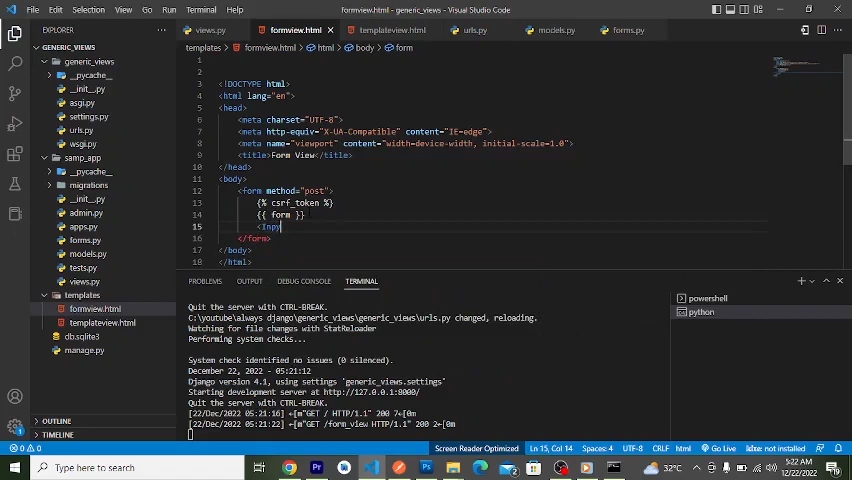 File Edit Selection View Go Run Terminal Help
formview.html - generic_views - Visual Studio Code
EXPLORER
views.py
formview.html
templateview.html
urls.py
models.py
forms.py
GENERIC_VIEWS
generic_views
__pycache__
__init__.py
asgi.py
settings.py
urls.py
wsgi.py
samp_app
__pycache__
migrations
__init__.py
admin.py
apps.py
forms.py
models.py
tests.py
views.py
templates
formview.html
templateview.html
db.sqlite3
manage.py
OUTLINE
TIMELINE
templates > formview.html > html > body > form
1
2
3 <!DOCTYPE html>
4 <html lang="en">
5 <head>
6 <meta charset="UTF-8">
7 <meta http-equiv="X-UA-Compatible" content="IE=edge">
8 <meta name="viewport" content="width=device-width, initial-scale=1.0">
9 <title>Form View</title>
10 </head>
11 <body>
12 <form method="post">
13 {% csrf_token %}
14 {{ form }}
15 <Inpy
16 </form>
17 </body>
18 </html>
PROBLEMS OUTPUT DEBUG CONSOLE TERMINAL
powershell
python
Quit the server with CTRL-BREAK.
C:\youtube\always django\generic_views\generic_views\urls.py changed, reloading.
Watching for file changes with StatReloader
Performing system checks...
System check identified no issues (0 silenced).
December 22, 2022 - 05:21:12
Django version 4.1, using settings 'generic_views.settings'
Starting development server at http://127.0.0.1:8000/
Quit the server with CTRL-BREAK.
[22/Dec/2022 05:21:16] ←[m"GET / HTTP/1.1" 200 7←[0m
[22/Dec/2022 05:21:22] ←[m"GET /form_view HTTP/1.1" 200 2←[0m
0 0 Screen Reader Optimized Ln 15, Col 14 Spaces: 4 UTF-8 CRLF html Go Live
not installed
Type here to search
32°C
5:22 AM
12/22/2022